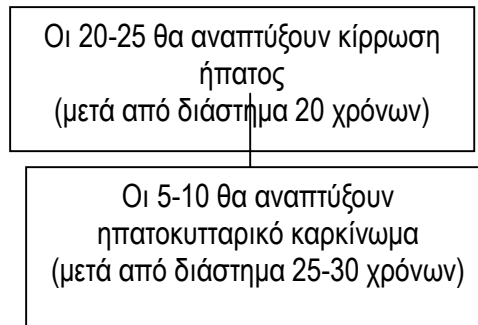 Οι 20-25 θα αναπτύξουν κίρρωση
ήπατος
(μετά από διάστημα 20 χρόνων)
Οι 5-10 θα αναπτύξουν
ηπατοκυτταρικό καρκίνωμα
(μετά από διάστημα 25-30 χρόνων)